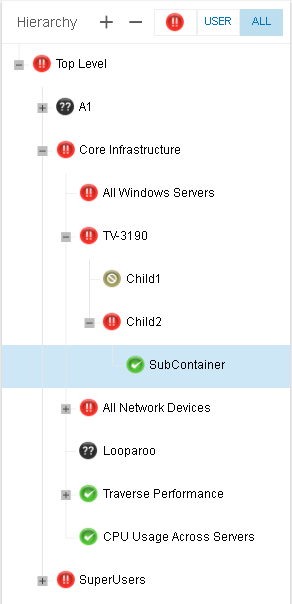 Hierarchy + − !! USER ALL
!! Top Level
?? A1
!! Core Infrastructure
!! All Windows Servers
!! TV-3190
Child1
!! Child2
SubContainer
!! All Network Devices
?? Looparoo
Traverse Performance
CPU Usage Across Servers
!! SuperUsers